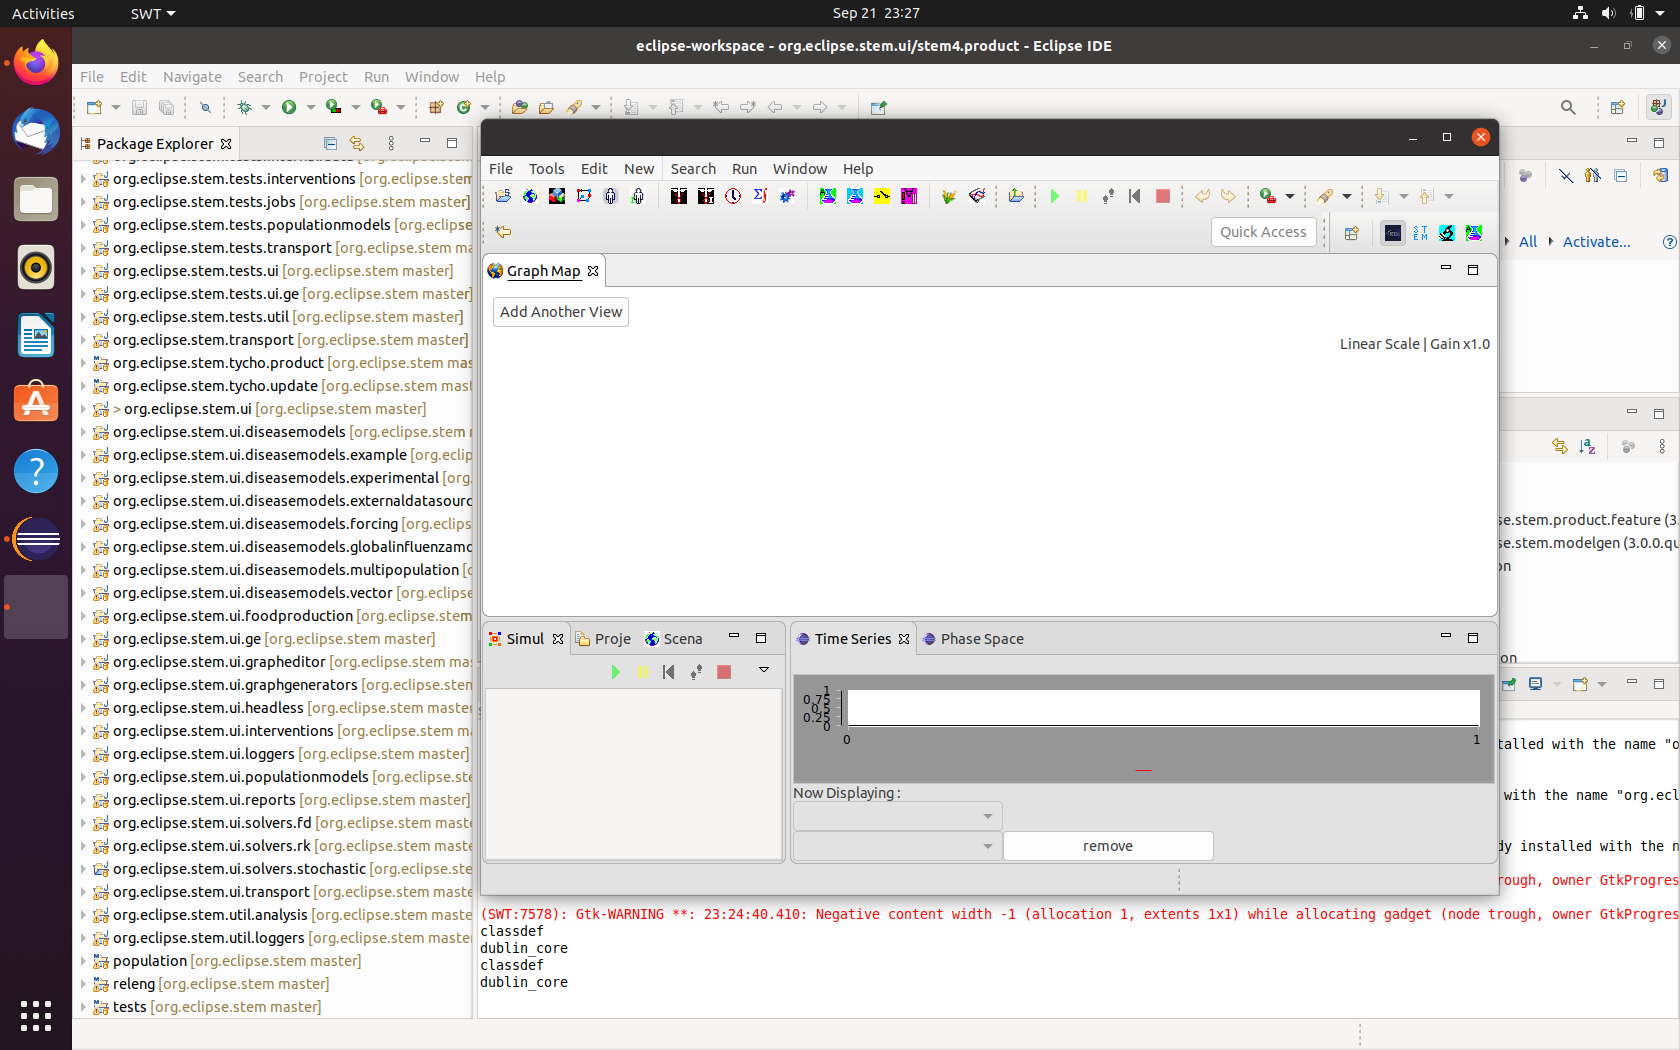 Activities
SWT
Sep 21 23:27
eclipse-workspace - org.eclipse.stem.ui/stem4.product - Eclipse IDE
File Edit Navigate Search Project Run Window Help
Package Explorer
org.eclipse.stem.tests.interventions [org.eclipse.stem
org.eclipse.stem.tests.jobs [org.eclipse.stem master]
org.eclipse.stem.tests.populationmodels [org.eclipse
org.eclipse.stem.tests.transport [org.eclipse.stem ma
org.eclipse.stem.tests.ui [org.eclipse.stem master]
org.eclipse.stem.tests.ui.ge [org.eclipse.stem master]
org.eclipse.stem.tests.util [org.eclipse.stem master]
org.eclipse.stem.transport [org.eclipse.stem master]
org.eclipse.stem.tycho.product [org.eclipse.stem mas
org.eclipse.stem.tycho.update [org.eclipse.stem mast
> org.eclipse.stem.ui [org.eclipse.stem master]
org.eclipse.stem.ui.diseasemodels [org.eclipse.stem
org.eclipse.stem.ui.diseasemodels.example [org.eclip
org.eclipse.stem.ui.diseasemodels.experimental [org.
org.eclipse.stem.ui.diseasemodels.externaldatasourc
org.eclipse.stem.ui.diseasemodels.forcing [org.eclips
org.eclipse.stem.ui.diseasemodels.globalinfluenzamo
org.eclipse.stem.ui.diseasemodels.multipopulation [o
org.eclipse.stem.ui.diseasemodels.vector [org.eclipse
org.eclipse.stem.ui.foodproduction [org.eclipse.stem
org.eclipse.stem.ui.ge [org.eclipse.stem master]
org.eclipse.stem.ui.grapheditor [org.eclipse.stem ma
org.eclipse.stem.ui.graphgenerators [org.eclipse.stem
org.eclipse.stem.ui.headless [org.eclipse.stem master]
org.eclipse.stem.ui.interventions [org.eclipse.stem m
org.eclipse.stem.ui.loggers [org.eclipse.stem master]
org.eclipse.stem.ui.populationmodels [org.eclipse.ste
org.eclipse.stem.ui.reports [org.eclipse.stem master]
org.eclipse.stem.ui.solvers.fd [org.eclipse.stem maste
org.eclipse.stem.ui.solvers.rk [org.eclipse.stem maste
org.eclipse.stem.ui.solvers.stochastic [org.eclipse.ste
org.eclipse.stem.ui.transport [org.eclipse.stem maste
org.eclipse.stem.util.analysis [org.eclipse.stem maste
org.eclipse.stem.util.loggers [org.eclipse.stem master
population [org.eclipse.stem master]
releng [org.eclipse.stem master]
tests [org.eclipse.stem master]
File Tools Edit New Search Run Window Help
Quick Access
Graph Map
Add Another View
Linear Scale | Gain x1.0
Simul Proje Scena
Time Series Phase Space
1
0.75
0.5
0.25
0
0 1
Now Displaying :
remove
All Activate...
se.stem.product.feature (3.
se.stem.modelgen (3.0.0.qu
on
on
talled with the name "o
with the name "org.ecl
dy installed with the n
rough, owner GtkProgres
(SWT:7578): Gtk-WARNING **: 23:24:40.410: Negative content width -1 (allocation 1, extents 1x1) while allocating gadget (node trough, owner GtkProgres
classdef
dublin_core
classdef
dublin_core